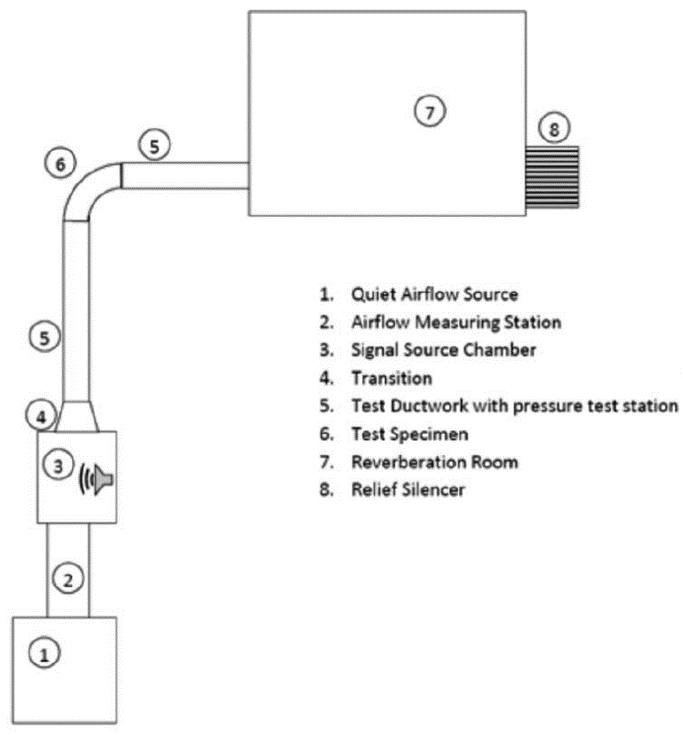 7
8
5
6
1. Quiet Airflow Source
2. Airflow Measuring Station
3. Signal Source Chamber
4. Transition
5. Test Ductwork with pressure test station
6. Test Specimen
7. Reverberation Room
8. Relief Silencer
5
4
3
2
1